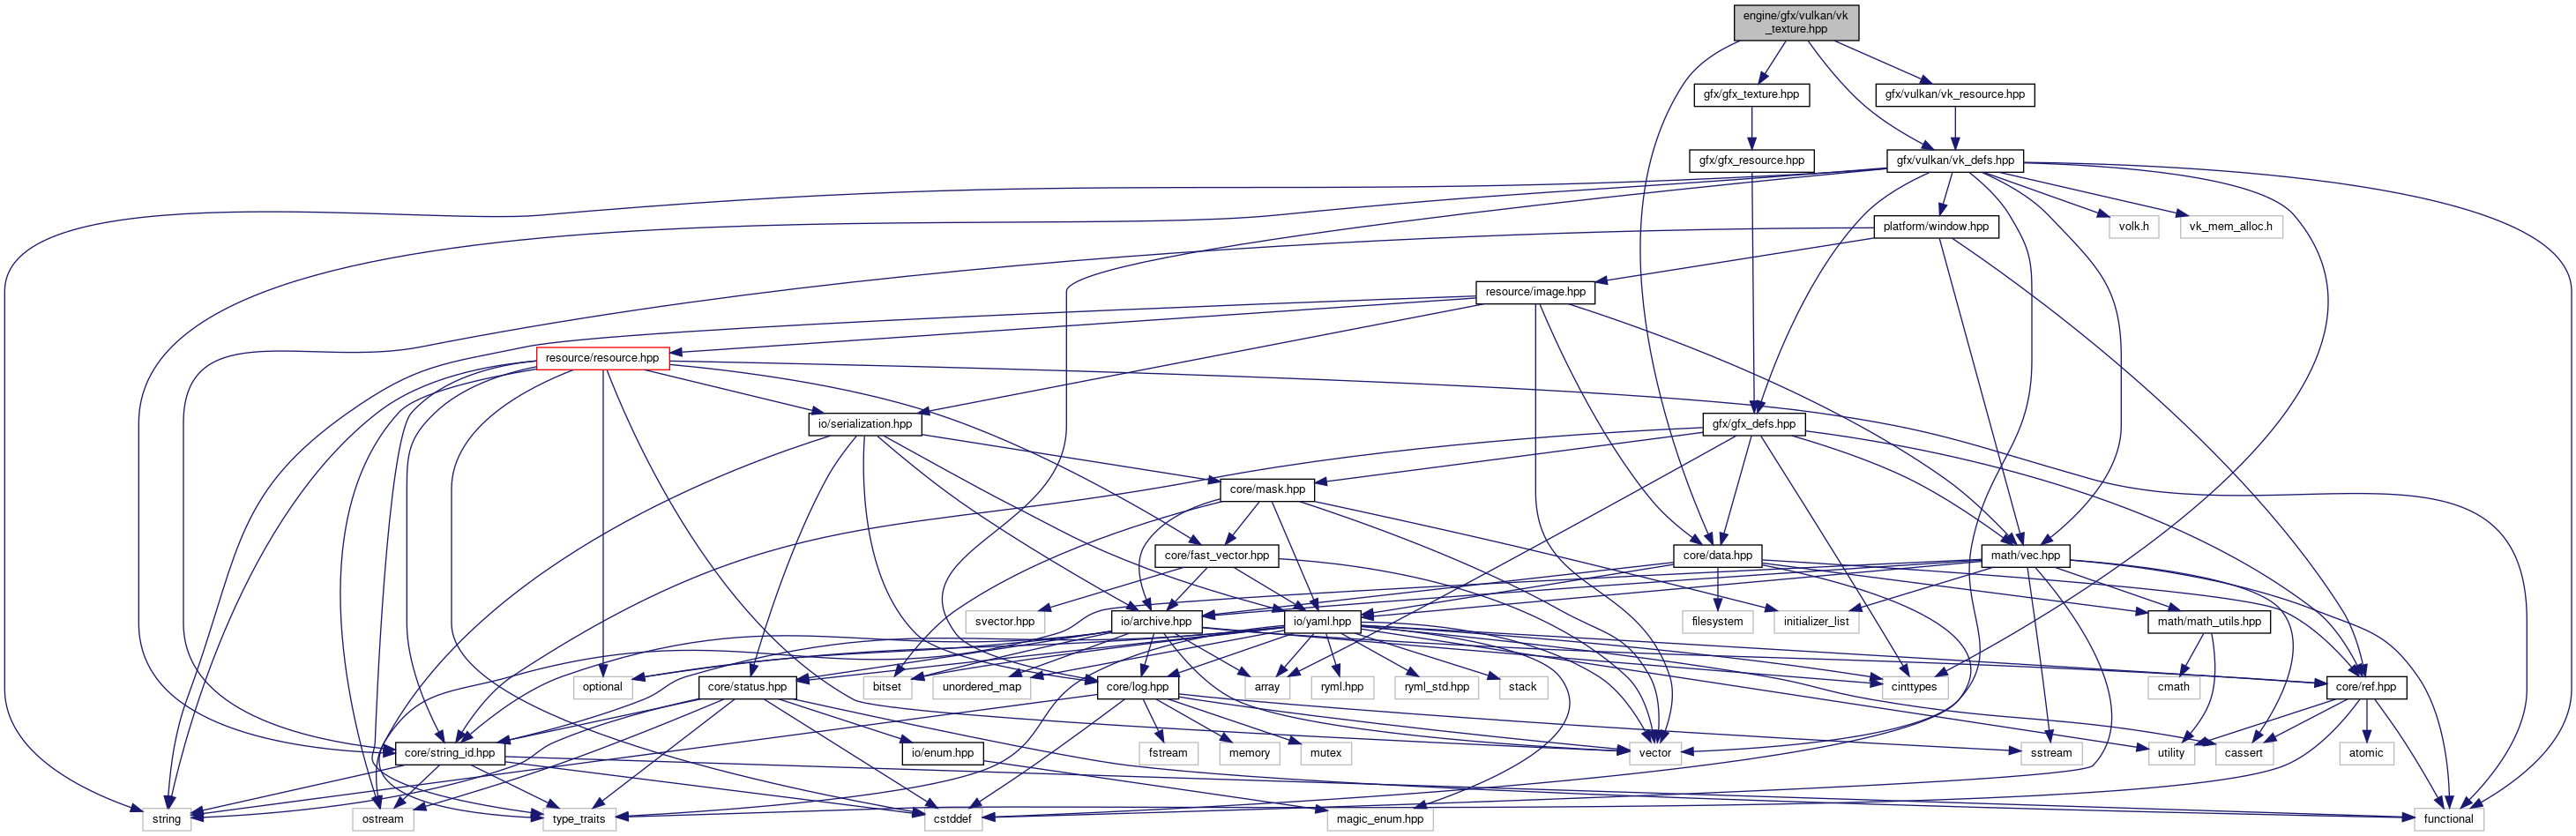 engine/gfx/vulkan/vk
_texture.hpp
gfx/gfx_texture.hpp
gfx/vulkan/vk_resource.hpp
gfx/gfx_resource.hpp
gfx/vulkan/vk_defs.hpp
platform/window.hpp
volk.h
vk_mem_alloc.h
resource/image.hpp
resource/resource.hpp
io/serialization.hpp
gfx/gfx_defs.hpp
core/mask.hpp
core/fast_vector.hpp
core/data.hpp
math/vec.hpp
svector.hpp
io/archive.hpp
io/yaml.hpp
filesystem
initializer_list
math/math_utils.hpp
optional
core/status.hpp
bitset
unordered_map
core/log.hpp
array
ryml.hpp
ryml_std.hpp
stack
cinttypes
cmath
core/ref.hpp
core/string_id.hpp
io/enum.hpp
fstream
memory
mutex
vector
sstream
utility
cassert
atomic
string
ostream
type_traits
cstddef
magic_enum.hpp
functional